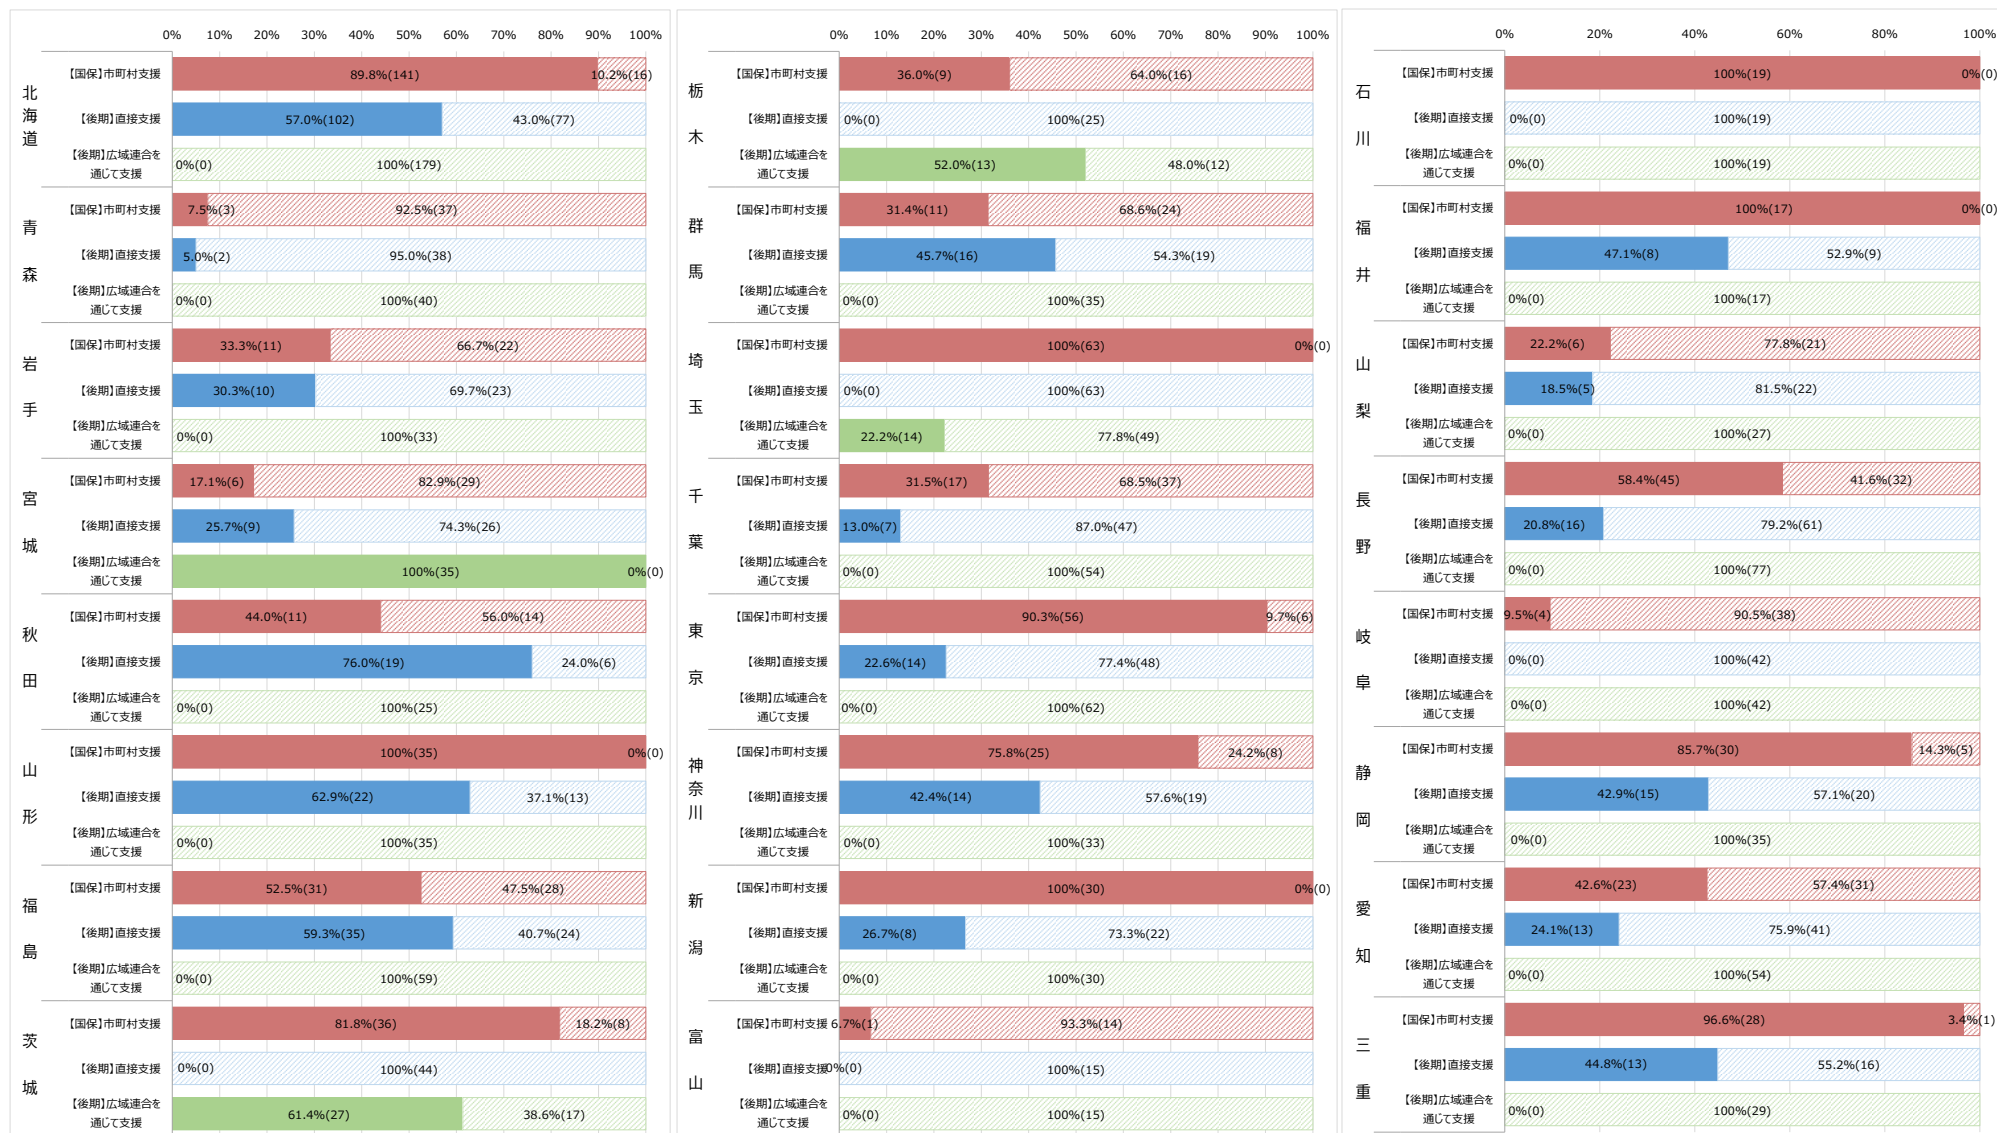 0% 10% 20% 30% 40% 50% 60% 70% 80% 90% 100%
北海道
【国保】市町村支援 89.8%(141) 10.2%(16)
【後期】直接支援 57.0%(102) 43.0%(77)
【後期】広域連合を
通じて支援 0%(0) 100%(179)
青森
【国保】市町村支援 7.5%(3) 92.5%(37)
【後期】直接支援 5.0%(2) 95.0%(38)
【後期】広域連合を
通じて支援 0%(0) 100%(40)
岩手
【国保】市町村支援 33.3%(11) 66.7%(22)
【後期】直接支援 30.3%(10) 69.7%(23)
【後期】広域連合を
通じて支援 0%(0) 100%(33)
宮城
【国保】市町村支援 17.1%(6) 82.9%(29)
【後期】直接支援 25.7%(9) 74.3%(26)
【後期】広域連合を
通じて支援 100%(35) 0%(0)
秋田
【国保】市町村支援 44.0%(11) 56.0%(14)
【後期】直接支援 76.0%(19) 24.0%(6)
【後期】広域連合を
通じて支援 0%(0) 100%(25)
山形
【国保】市町村支援 100%(35) 0%(0)
【後期】直接支援 62.9%(22) 37.1%(13)
【後期】広域連合を
通じて支援 0%(0) 100%(35)
福島
【国保】市町村支援 52.5%(31) 47.5%(28)
【後期】直接支援 59.3%(35) 40.7%(24)
【後期】広域連合を
通じて支援 0%(0) 100%(59)
茨城
【国保】市町村支援 81.8%(36) 18.2%(8)
【後期】直接支援 0%(0) 100%(44)
【後期】広域連合を
通じて支援 61.4%(27) 38.6%(17)
0% 10% 20% 30% 40% 50% 60% 70% 80% 90% 100%
栃木
【国保】市町村支援 36.0%(9) 64.0%(16)
【後期】直接支援 0%(0) 100%(25)
【後期】広域連合を
通じて支援 52.0%(13) 48.0%(12)
群馬
【国保】市町村支援 31.4%(11) 68.6%(24)
【後期】直接支援 45.7%(16) 54.3%(19)
【後期】広域連合を
通じて支援 0%(0) 100%(35)
埼玉
【国保】市町村支援 100%(63) 0%(0)
【後期】直接支援 0%(0) 100%(63)
【後期】広域連合を
通じて支援 22.2%(14) 77.8%(49)
千葉
【国保】市町村支援 31.5%(17) 68.5%(37)
【後期】直接支援 13.0%(7) 87.0%(47)
【後期】広域連合を
通じて支援 0%(0) 100%(54)
東京
【国保】市町村支援 90.3%(56) 9.7%(6)
【後期】直接支援 22.6%(14) 77.4%(48)
【後期】広域連合を
通じて支援 0%(0) 100%(62)
神奈川
【国保】市町村支援 75.8%(25) 24.2%(8)
【後期】直接支援 42.4%(14) 57.6%(19)
【後期】広域連合を
通じて支援 0%(0) 100%(33)
新潟
【国保】市町村支援 100%(30) 0%(0)
【後期】直接支援 26.7%(8) 73.3%(22)
【後期】広域連合を
通じて支援 0%(0) 100%(30)
富山
【国保】市町村支援 6.7%(1) 93.3%(14)
【後期】直接支援 0%(0) 100%(15)
【後期】広域連合を
通じて支援 0%(0) 100%(15)
0% 20% 40% 60% 80% 100%
石川
【国保】市町村支援 100%(19) 0%(0)
【後期】直接支援 0%(0) 100%(19)
【後期】広域連合を
通じて支援 0%(0) 100%(19)
福井
【国保】市町村支援 100%(17) 0%(0)
【後期】直接支援 47.1%(8) 52.9%(9)
【後期】広域連合を
通じて支援 0%(0) 100%(17)
山梨
【国保】市町村支援 22.2%(6) 77.8%(21)
【後期】直接支援 18.5%(5) 81.5%(22)
【後期】広域連合を
通じて支援 0%(0) 100%(27)
長野
【国保】市町村支援 58.4%(45) 41.6%(32)
【後期】直接支援 20.8%(16) 79.2%(61)
【後期】広域連合を
通じて支援 0%(0) 100%(77)
岐阜
【国保】市町村支援 9.5%(4) 90.5%(38)
【後期】直接支援 0%(0) 100%(42)
【後期】広域連合を
通じて支援 0%(0) 100%(42)
静岡
【国保】市町村支援 85.7%(30) 14.3%(5)
【後期】直接支援 42.9%(15) 57.1%(20)
【後期】広域連合を
通じて支援 0%(0) 100%(35)
愛知
【国保】市町村支援 42.6%(23) 57.4%(31)
【後期】直接支援 24.1%(13) 75.9%(41)
【後期】広域連合を
通じて支援 0%(0) 100%(54)
三重
【国保】市町村支援 96.6%(28) 3.4%(1)
【後期】直接支援 44.8%(13) 55.2%(16)
【後期】広域連合を
通じて支援 0%(0) 100%(29)